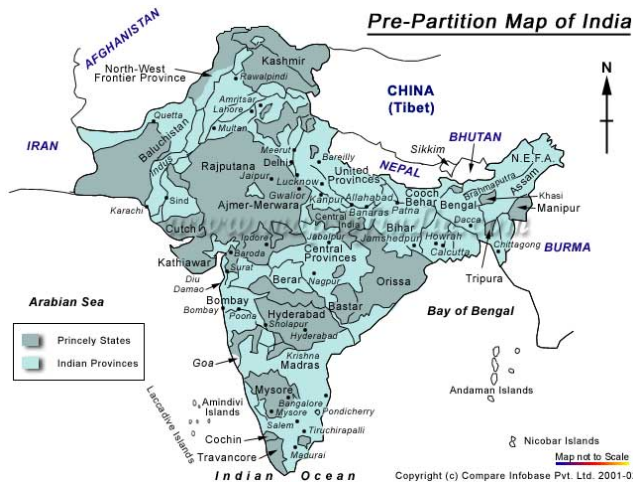 Pre-Partition Map of India
AFGHANISTAN
North-West
Frontier Province
Kashmir
Rawalpindi
CHINA
(Tibet)
N
Amritsar
Lahore
Quetta
Multan
Baluchistan
IRAN
Indus
Meerut
Delhi
Bareilly
Sikkim
BHUTAN
NEPAL
N.E.F.A.
Rajputana
Jaipur
Lucknow
United
Provinces
Gwalior
Kanpur
Allahabad
Cooch
Behar
Brahmaputra
Assam
Khasi
Sind
Ajmer-Merwara
Banaras
Patna
Bengal
Manipur
Karachi
Cutch
Central
India
Bihar
Dacca
Indore
Jabalpur
Jamshedpur
Howrah
Chittagong
BURMA
Kathiawar
Baroda
Central
Provinces
Calcutta
Surat
Tripura
Diu
Damao
Berar
Nagpur
Orissa
Arabian Sea
Bombay
Bombay
Poona
Bastar
Bay of Bengal
Hyderabad
Sholapur
Hyderabad
Princely States
Indian Provinces
Goa
Krishna
Madras
Andaman Islands
Laccadive Islands
Amindivi
Islands
Mysore
Bangalore
Mysore
Pondicherry
Salem
Cochin
Tiruchirapalli
Travancore
Madurai
Nicobar Islands
Map not to Scale
Indian Ocean
Copyright (c) Compare Infobase Pvt. Ltd. 2001-0